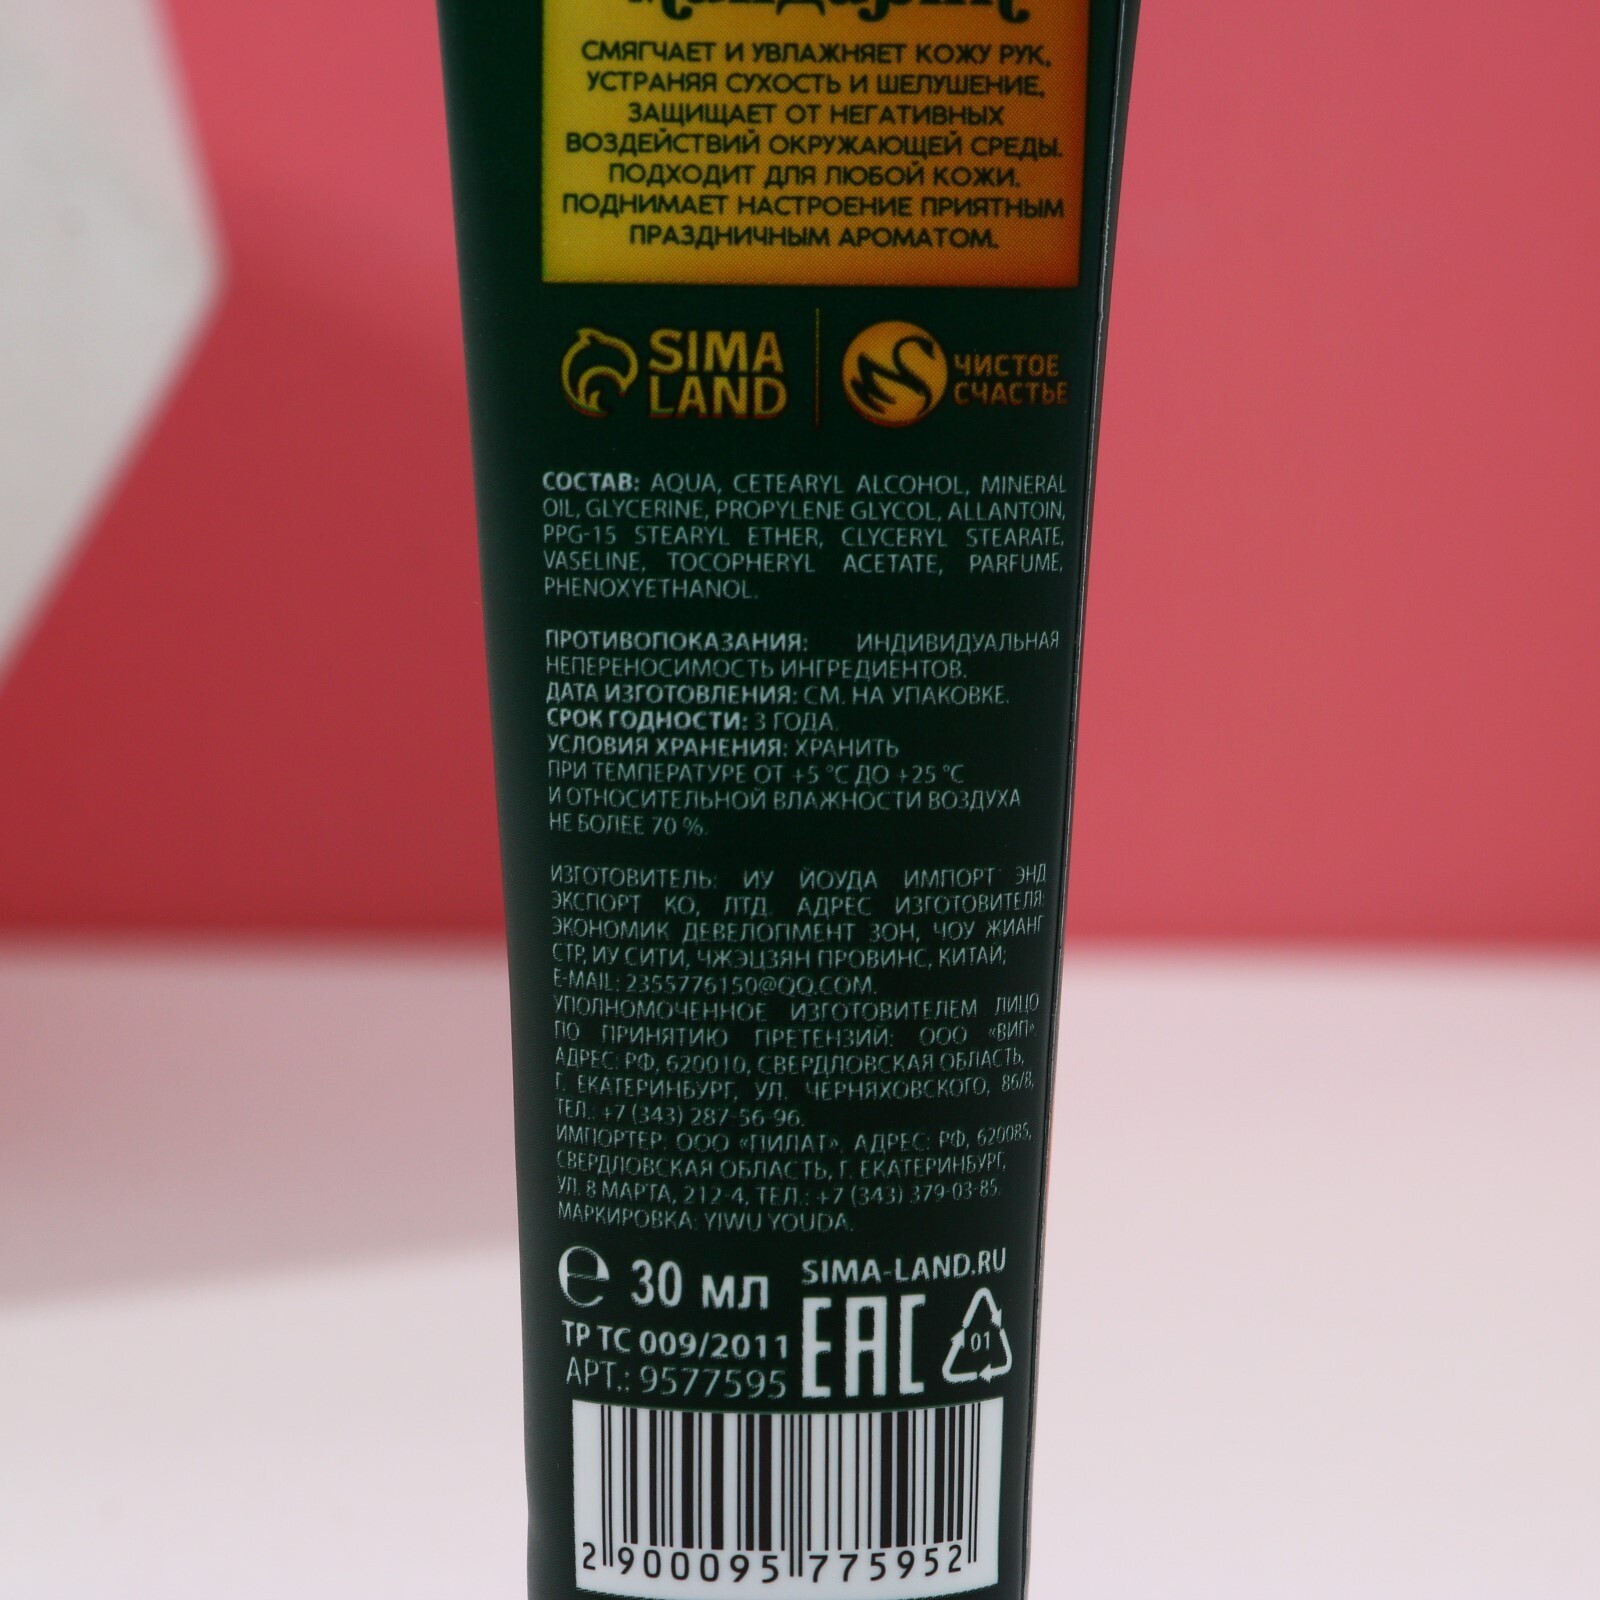 Мандарин
СМЯГЧАЕТ И УВЛАЖНЯЕТ КОЖУ РУК,
УСТРАНЯЯ СУХОСТЬ И ШЕЛУШЕНИЕ,
ЗАЩИЩАЕТ ОТ НЕГАТИВНЫХ
ВОЗДЕЙСТВИЙ ОКРУЖАЮЩЕЙ СРЕДЫ.
ПОДХОДИТ ДЛЯ ЛЮБОЙ КОЖИ.
ПОДНИМАЕТ НАСТРОЕНИЕ ПРИЯТНЫМ
ПРАЗДНИЧНЫМ АРОМАТОМ.
SIMA
LAND
ЧИСТОЕ
СЧАСТЬЕ
СОСТАВ: AQUA, CETEARYL ALCOHOL, MINERAL
OIL, GLYCERINE, PROPYLENE GLYCOL, ALLANTOIN,
PPG-15 STEARYL ETHER, CLYCERYL STEARATE,
VASELINE, TOCOPHERYL ACETATE, PARFUME,
PHENOXYETHANOL.
ПРОТИВОПОКАЗАНИЯ: ИНДИВИДУАЛЬНАЯ
НЕПЕРЕНОСИМОСТЬ ИНГРЕДИЕНТОВ.
ДАТА ИЗГОТОВЛЕНИЯ: СМ. НА УПАКОВКЕ.
СРОК ГОДНОСТИ: 3 ГОДА.
УСЛОВИЯ ХРАНЕНИЯ: ХРАНИТЬ
ПРИ ТЕМПЕРАТУРЕ ОТ +5 °C ДО +25 °C
И ОТНОСИТЕЛЬНОЙ ВЛАЖНОСТИ ВОЗДУХА
НЕ БОЛЕЕ 70 %.
ИЗГОТОВИТЕЛЬ: ИУ ЙОУДА ИМПОРТ ЭНД
ЭКСПОРТ КО, ЛТД. АДРЕС ИЗГОТОВИТЕЛЯ:
ЭКОНОМИК ДЕВЕЛОПМЕНТ ЗОН, ЧОУ ЖИАНГ
СТР, ИУ СИТИ, ЧЖЭЦЗЯН ПРОВИНС, КИТАЙ;
E-MAIL: 2355776150@QQ.COM.
УПОЛНОМОЧЕННОЕ ИЗГОТОВИТЕЛЕМ ЛИЦО
ПО ПРИНЯТИЮ ПРЕТЕНЗИЙ: ООО «ВИП».
АДРЕС: РФ, 620010, СВЕРДЛОВСКАЯ ОБЛАСТЬ,
Г. ЕКАТЕРИНБУРГ, УЛ. ЧЕРНЯХОВСКОГО, 86/8,
ТЕЛ.: +7 (343) 287-56-96.
ИМПОРТЕР: ООО «ПИЛАТ». АДРЕС: РФ, 620085,
СВЕРДЛОВСКАЯ ОБЛАСТЬ, Г. ЕКАТЕРИНБУРГ,
УЛ. 8 МАРТА, 212-4, ТЕЛ.: +7 (343) 379-03-85.
МАРКИРОВКА: YIWU YOUDA.
℮ 30 мл SIMA-LAND.RU
ТР ТС 009/2011 EAC 01
АРТ.: 9577595
2 900095 775952